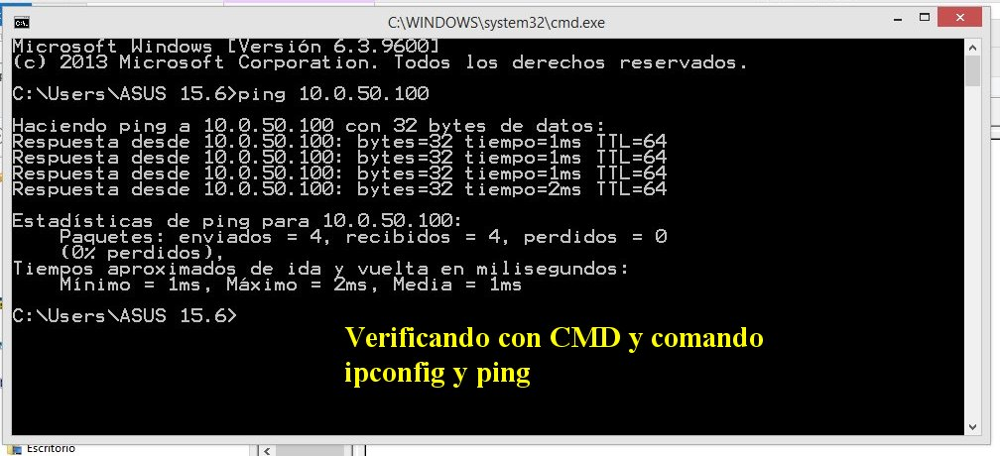 C:\WINDOWS\system32\cmd.exe
Microsoft Windows [Versión 6.3.9600]
(c) 2013 Microsoft Corporation. Todos los derechos reservados.
C:\Users\ASUS 15.6>ping 10.0.50.100
Haciendo ping a 10.0.50.100 con 32 bytes de datos:
Respuesta desde 10.0.50.100: bytes=32 tiempo=1ms TTL=64
Respuesta desde 10.0.50.100: bytes=32 tiempo=1ms TTL=64
Respuesta desde 10.0.50.100: bytes=32 tiempo=1ms TTL=64
Respuesta desde 10.0.50.100: bytes=32 tiempo=2ms TTL=64
Estadísticas de ping para 10.0.50.100:
Paquetes: enviados = 4, recibidos = 4, perdidos = 0
(0% perdidos),
Tiempos aproximados de ida y vuelta en milisegundos:
Mínimo = 1ms, Máximo = 2ms, Media = 1ms
C:\Users\ASUS 15.6>
Verificando con CMD y comando
ipconfig y ping
Escritorio